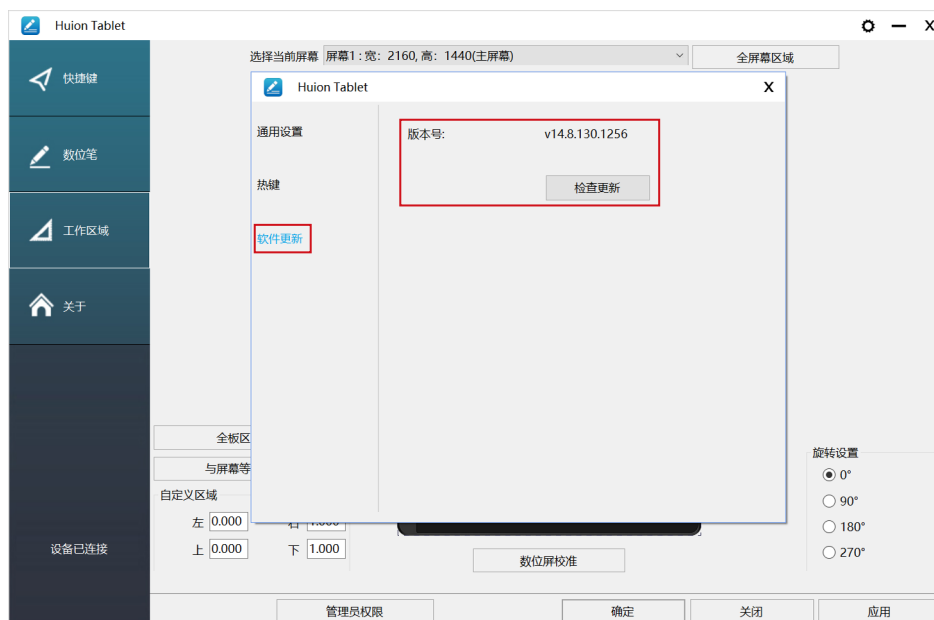 Huion Tablet
X
选择当前屏幕 屏幕1 : 宽: 2160, 高: 1440(主屏幕) 全屏幕区域
快捷键
数位笔
工作区域
关于
设备已连接
Huion Tablet X
通用设置
热键
软件更新
版本号: v14.8.130.1256
检查更新
全板区
与屏幕等
自定义区域
左 0.000 右 1.000
上 0.000 下 1.000
数位屏校准
旋转设置
0°
90°
180°
270°
管理员权限 确定 关闭 应用